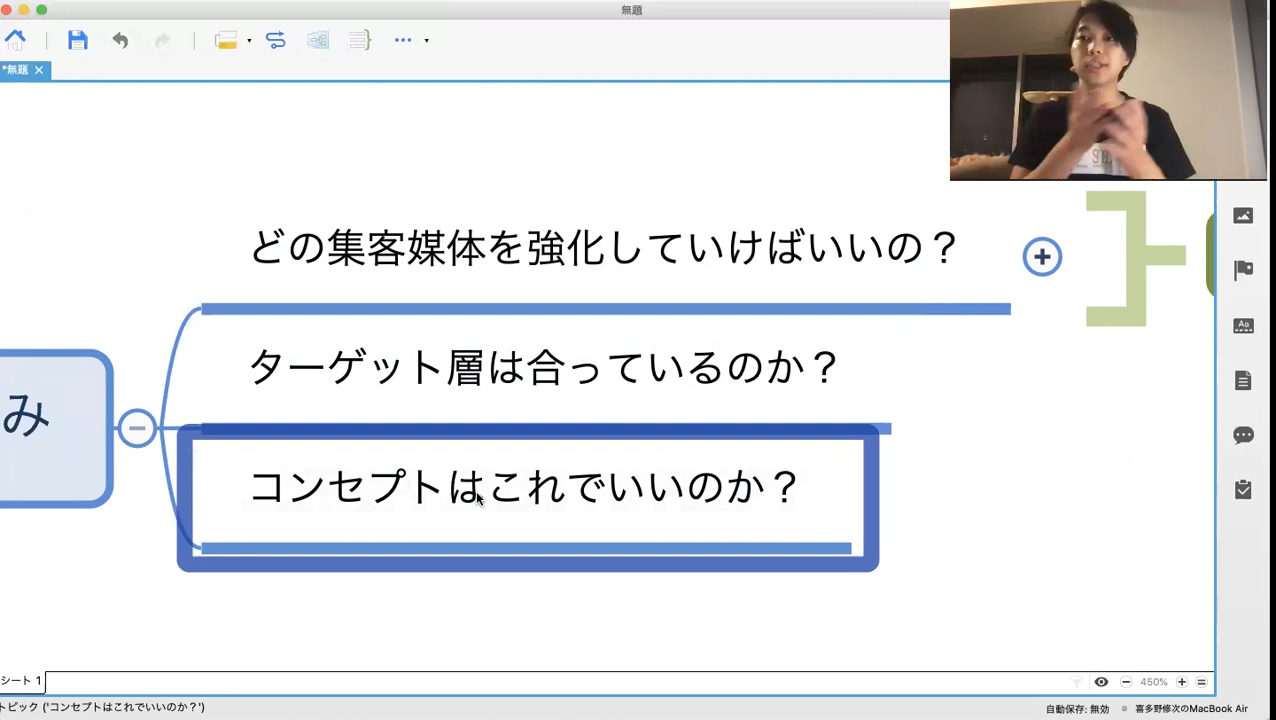 無題
*無題
どの集客媒体を強化していけばいいの？
ターゲット層は合っているのか？
み
コンセプトはこれでいいのか？
シート 1
450%
トピック ('コンセプトはこれでいいのか？')
自動保存: 無効
喜多野修次のMacBook Air